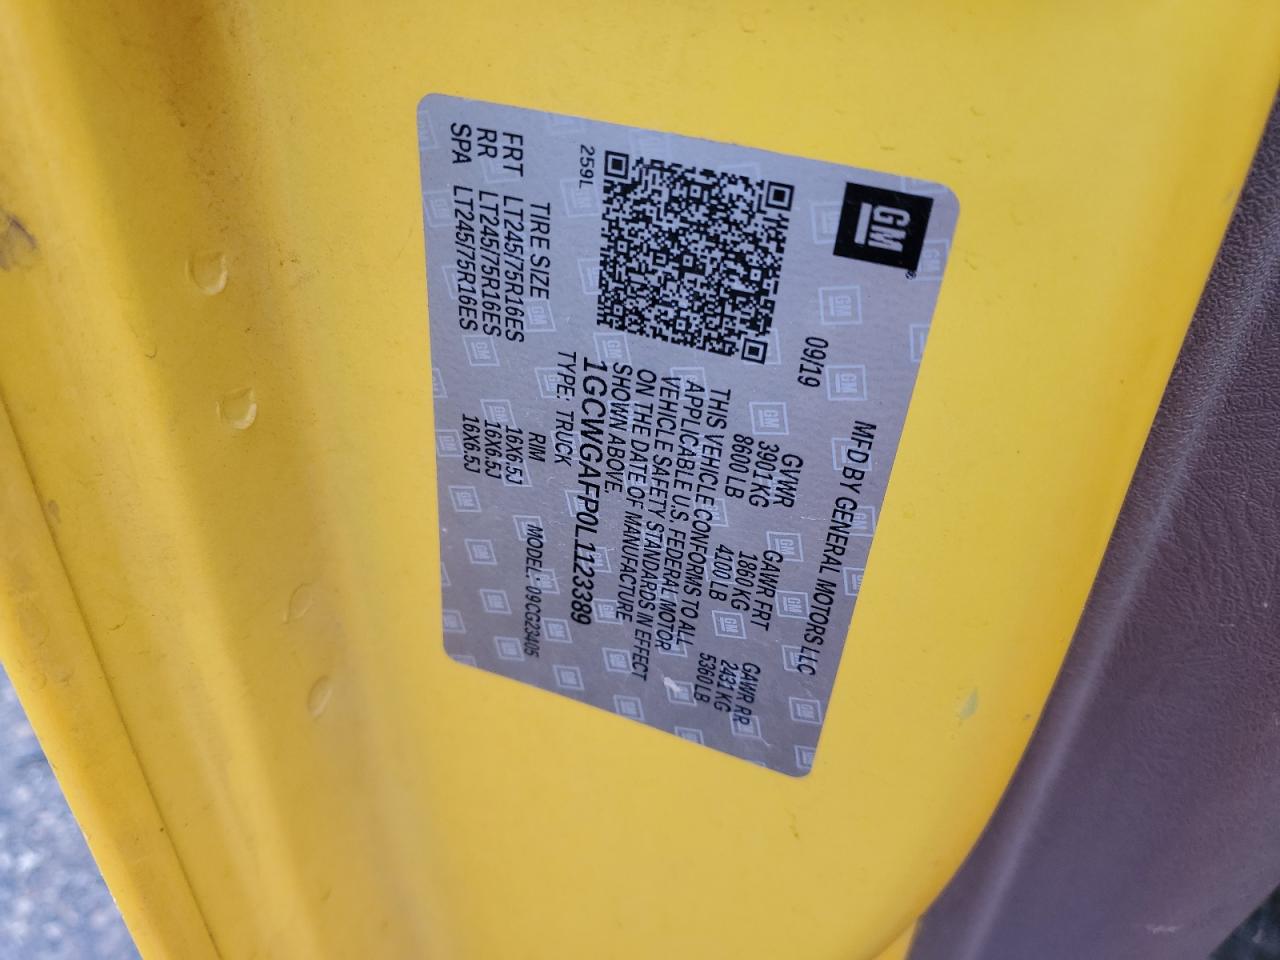 GM
MFD BY GENERAL MOTORS LLC
09/19
GVWR GAWR FRT GAWR RR
3901 KG 1860 KG 2431 KG
8600 LB 4100 LB 5360 LB
THIS VEHICLE CONFORMS TO ALL
APPLICABLE U.S. FEDERAL MOTOR
VEHICLE SAFETY STANDARDS IN EFFECT
ON THE DATE OF MANUFACTURE
SHOWN ABOVE.
259L
1GCWGAFP0L1123389
TYPE: TRUCK MODEL: 09CG23405
TIRE SIZE RIM
FRT LT245/75R16ES 16X6.5J
RR LT245/75R16ES 16X6.5J
SPA LT245/75R16ES 16X6.5J